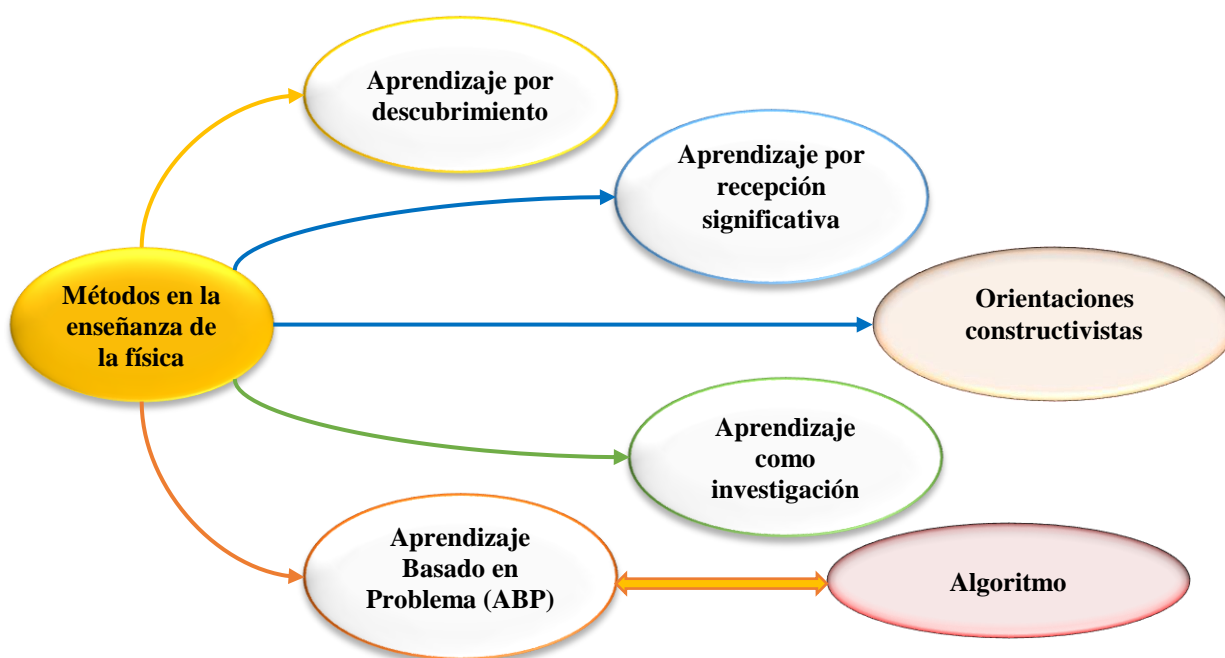 Aprendizaje por
descubrimiento
Aprendizaje por
recepción
significativa
Métodos en la
enseñanza de
la física
Orientaciones
constructivistas
Aprendizaje
como
investigación
Aprendizaje
Basado en
Problema (ABP)
Algoritmo